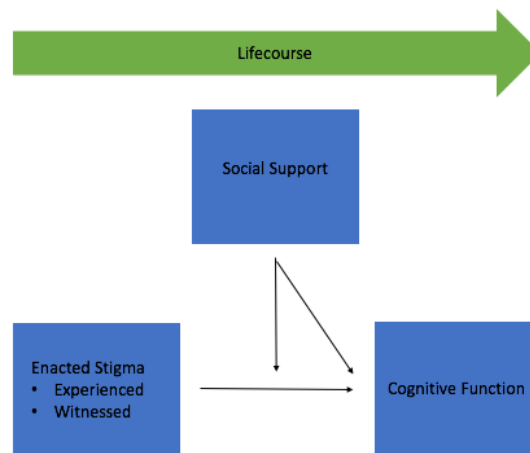 Lifecourse
Social Support
Enacted Stigma
• Experienced
• Witnessed
Cognitive Function